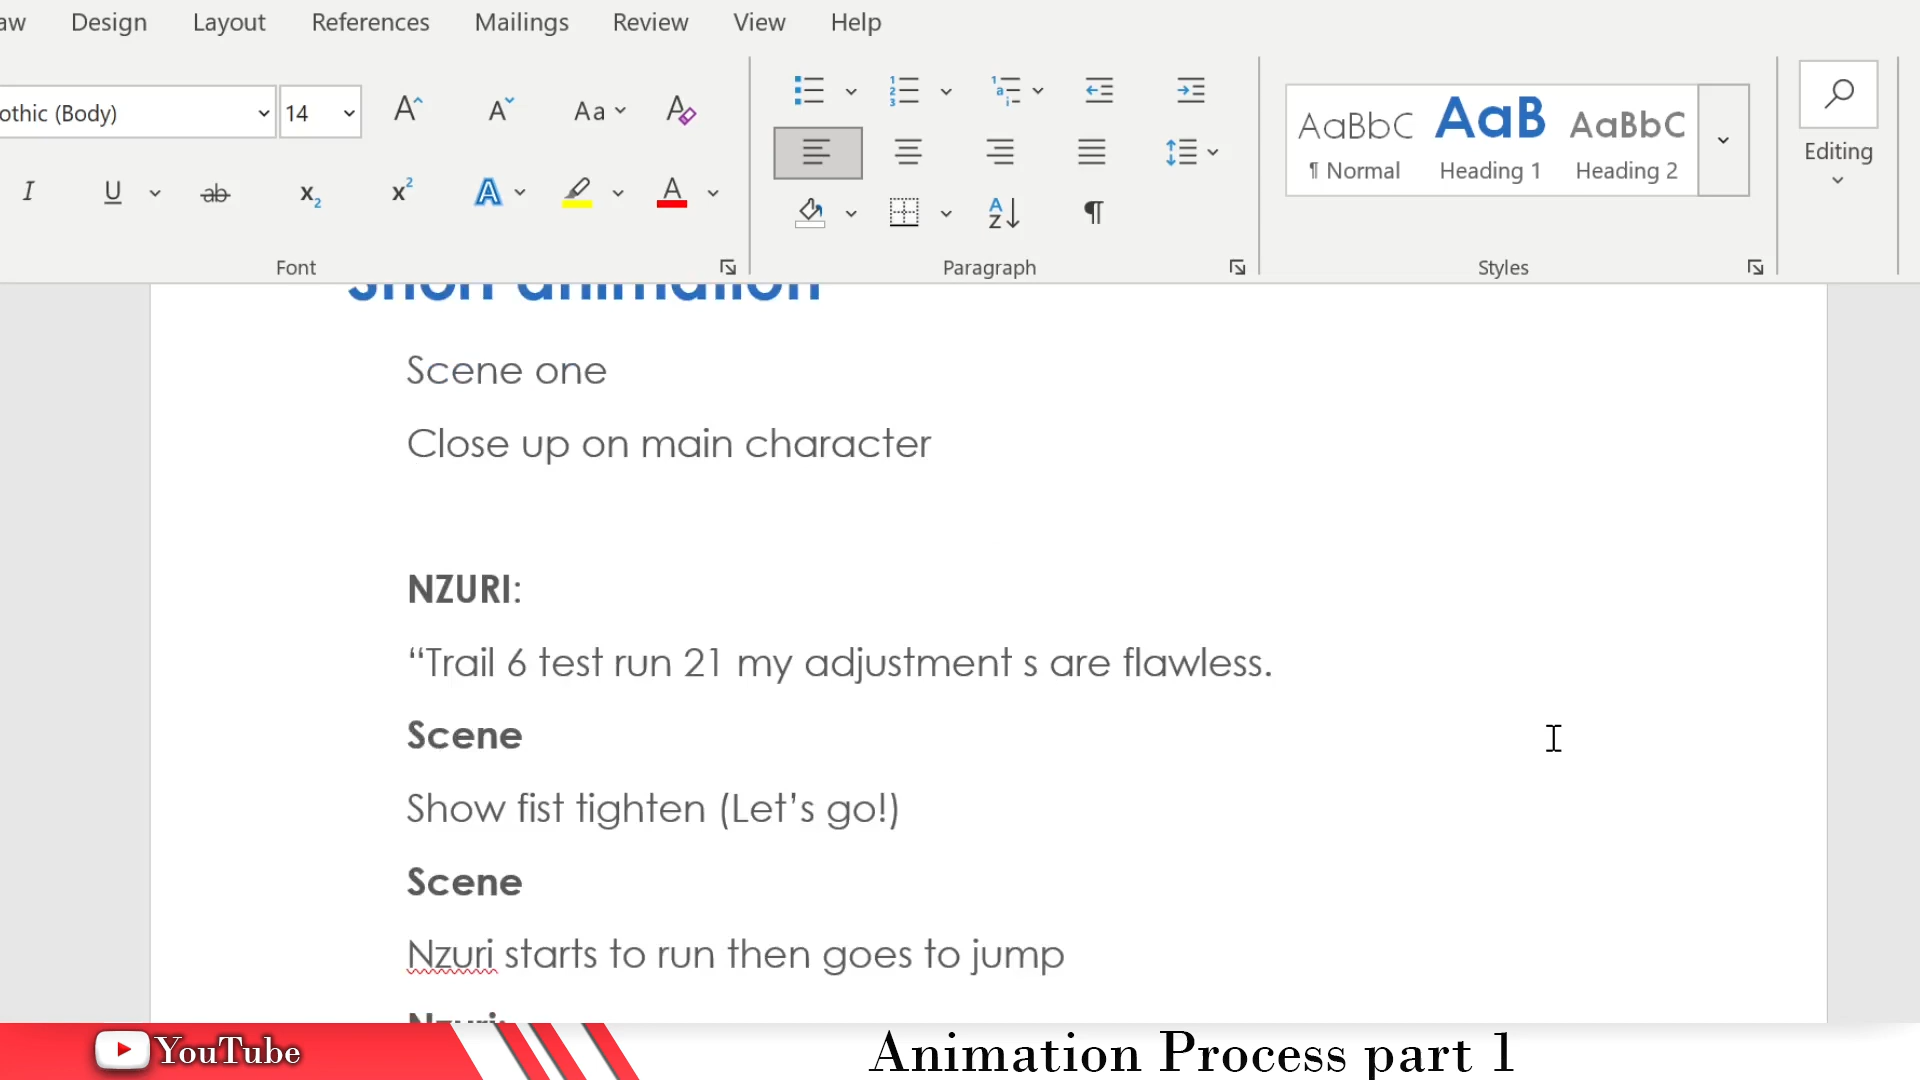 Design Layout References Mailings Review View Help
othic (Body) 14 Aa
AaBbC AaB AaBbC
¶ Normal Heading 1 Heading 2
Editing
Font Paragraph Styles
Short animation
Scene one
Close up on main character
NZURI:
“Trail 6 test run 21 my adjustment s are flawless.
Scene
Show fist tighten (Let’s go!)
Scene
Nzuri starts to run then goes to jump
Nzuri:
YouTube
Animation Process part 1